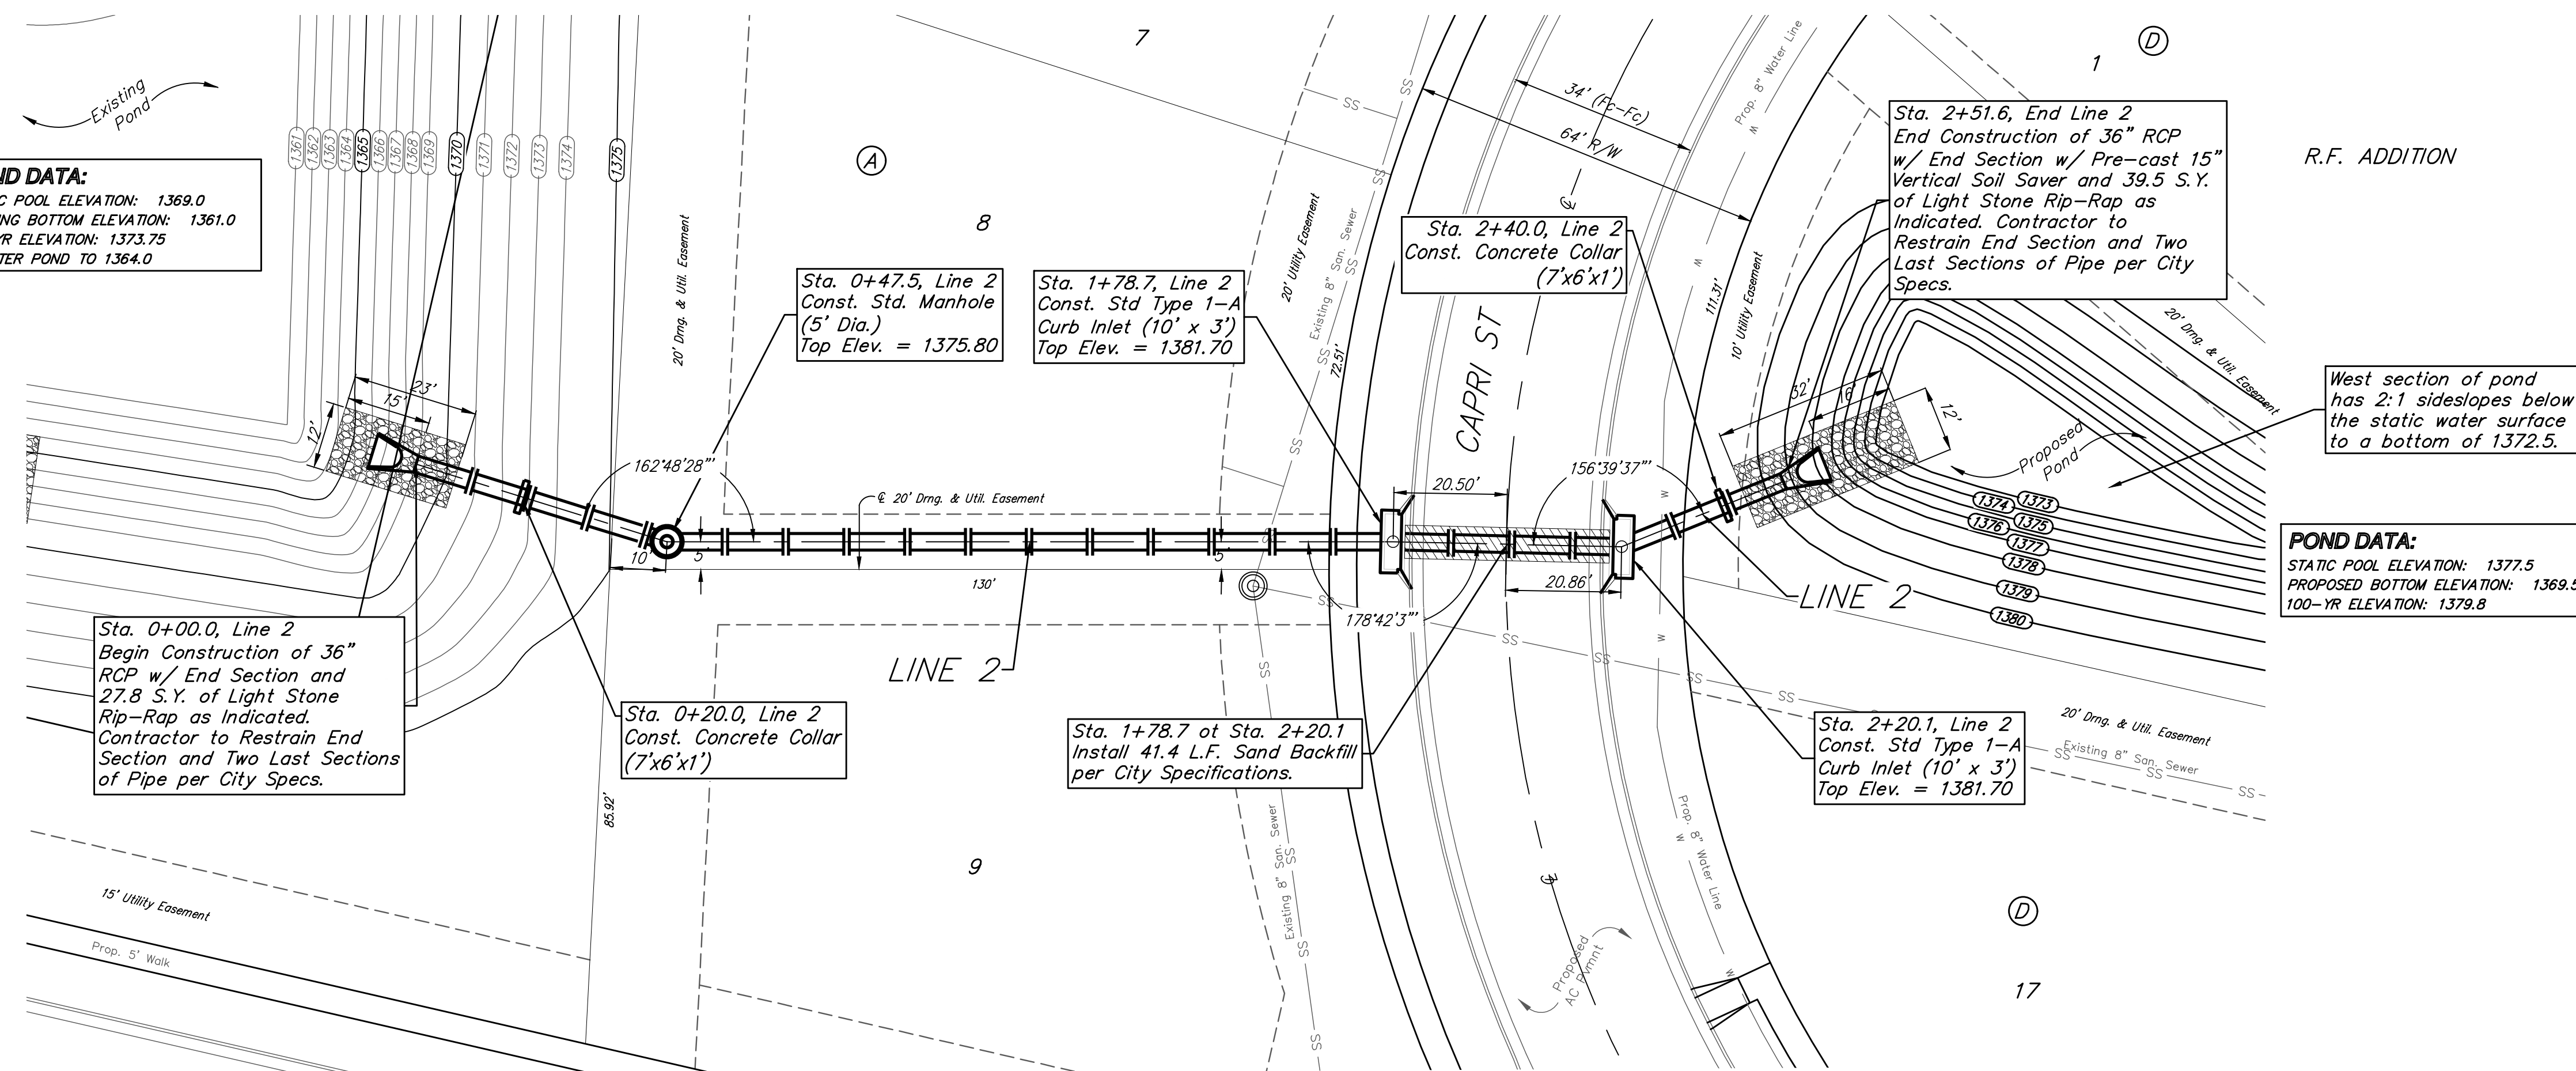 Existing
Pond
ND DATA:
C POOL ELEVATION: 1369.0
NG BOTTOM ELEVATION: 1361.0
YR ELEVATION: 1373.75
TER POND TO 1364.0
1361
1362
1363
1364
1365
1366
1367
1368
1369
1370
1371
1372
1373
1374
1375
A
7
8
9
20' Drng. & Util. Easement
Sta. 0+47.5, Line 2
Const. Std. Manhole
(5' Dia.)
Top Elev. = 1375.80
Sta. 1+78.7, Line 2
Const. Std Type 1-A
Curb Inlet (10' x 3')
Top Elev. = 1381.70
20' Utility Easement
Existing 8" San. Sewer
SS
SS
SS
SS
SS
SS
SS
72.51'
34' (Fc-Fc)
64' R/W
CAPRI ST
Prop. 8" Water Line
W
W
W
111.31'
10' Utility Easement
Sta. 2+40.0, Line 2
Const. Concrete Collar
(7'x6'x1')
D
1
Sta. 2+51.6, End Line 2
End Construction of 36" RCP
w/ End Section w/ Pre-cast 15"
Vertical Soil Saver and 39.5 S.Y.
of Light Stone Rip-Rap as
Indicated. Contractor to
Restrain End Section and Two
Last Sections of Pipe per City
Specs.
R.F. ADDITION
20' Drng. & Util. Easement
West section of pond
has 2:1 sideslopes below
the static water surface
to a bottom of 1372.5.
Proposed
Pond
32'
16'
12'
1373
1374
1375
1376
1377
1378
1379
1380
POND DATA:
STATIC POOL ELEVATION: 1377.5
PROPOSED BOTTOM ELEVATION: 1369.5
100-YR ELEVATION: 1379.8
23'
15'
12'
162°48'28"'
10'
5'
5'
℄ 20' Drng. & Util. Easement
130'
20.50'
20.86'
156°39'37"'
178°42'3"'
LINE 2
LINE 2
Sta. 0+00.0, Line 2
Begin Construction of 36"
RCP w/ End Section and
27.8 S.Y. of Light Stone
Rip-Rap as Indicated.
Contractor to Restrain End
Section and Two Last Sections
of Pipe per City Specs.
Sta. 0+20.0, Line 2
Const. Concrete Collar
(7'x6'x1')
85.92'
Sta. 1+78.7 ot Sta. 2+20.1
Install 41.4 L.F. Sand Backfill
per City Specifications.
Sta. 2+20.1, Line 2
Const. Std Type 1-A
Curb Inlet (10' x 3')
Top Elev. = 1381.70
20' Drng. & Util. Easement
Existing 8" San. Sewer
SS
SS
SS
SS
SS
SS
SS
Existing 8" San. Sewer
SS
SS
SS
SS
Prop. 8" Water Line
W
W
W
W
Proposed
AC Pvmnt
D
17
15' Utility Easement
Prop. 5' Walk